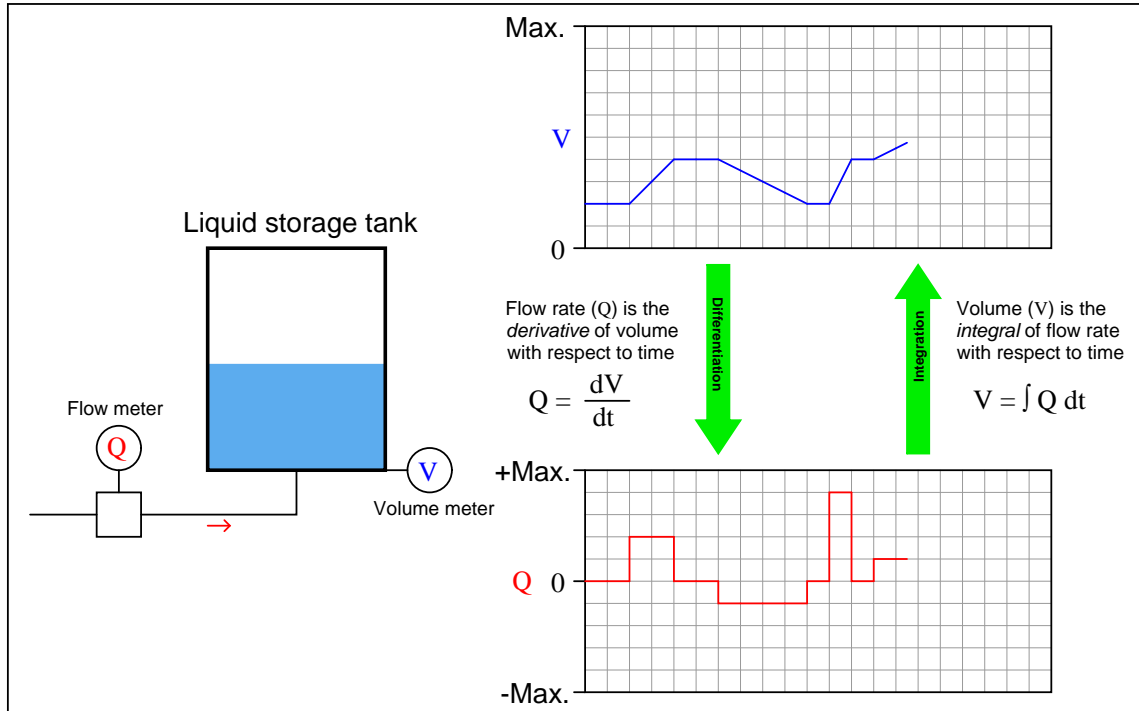 Max.
V
0
Liquid storage tank
Flow meter
Q
V
Volume meter
Flow rate (Q) is the
derivative of volume
with respect to time
Q = dV
dt
Differentiation
Integration
Volume (V) is the
integral of flow rate
with respect to time
V = ∫ Q dt
+Max.
Q 0
-Max.